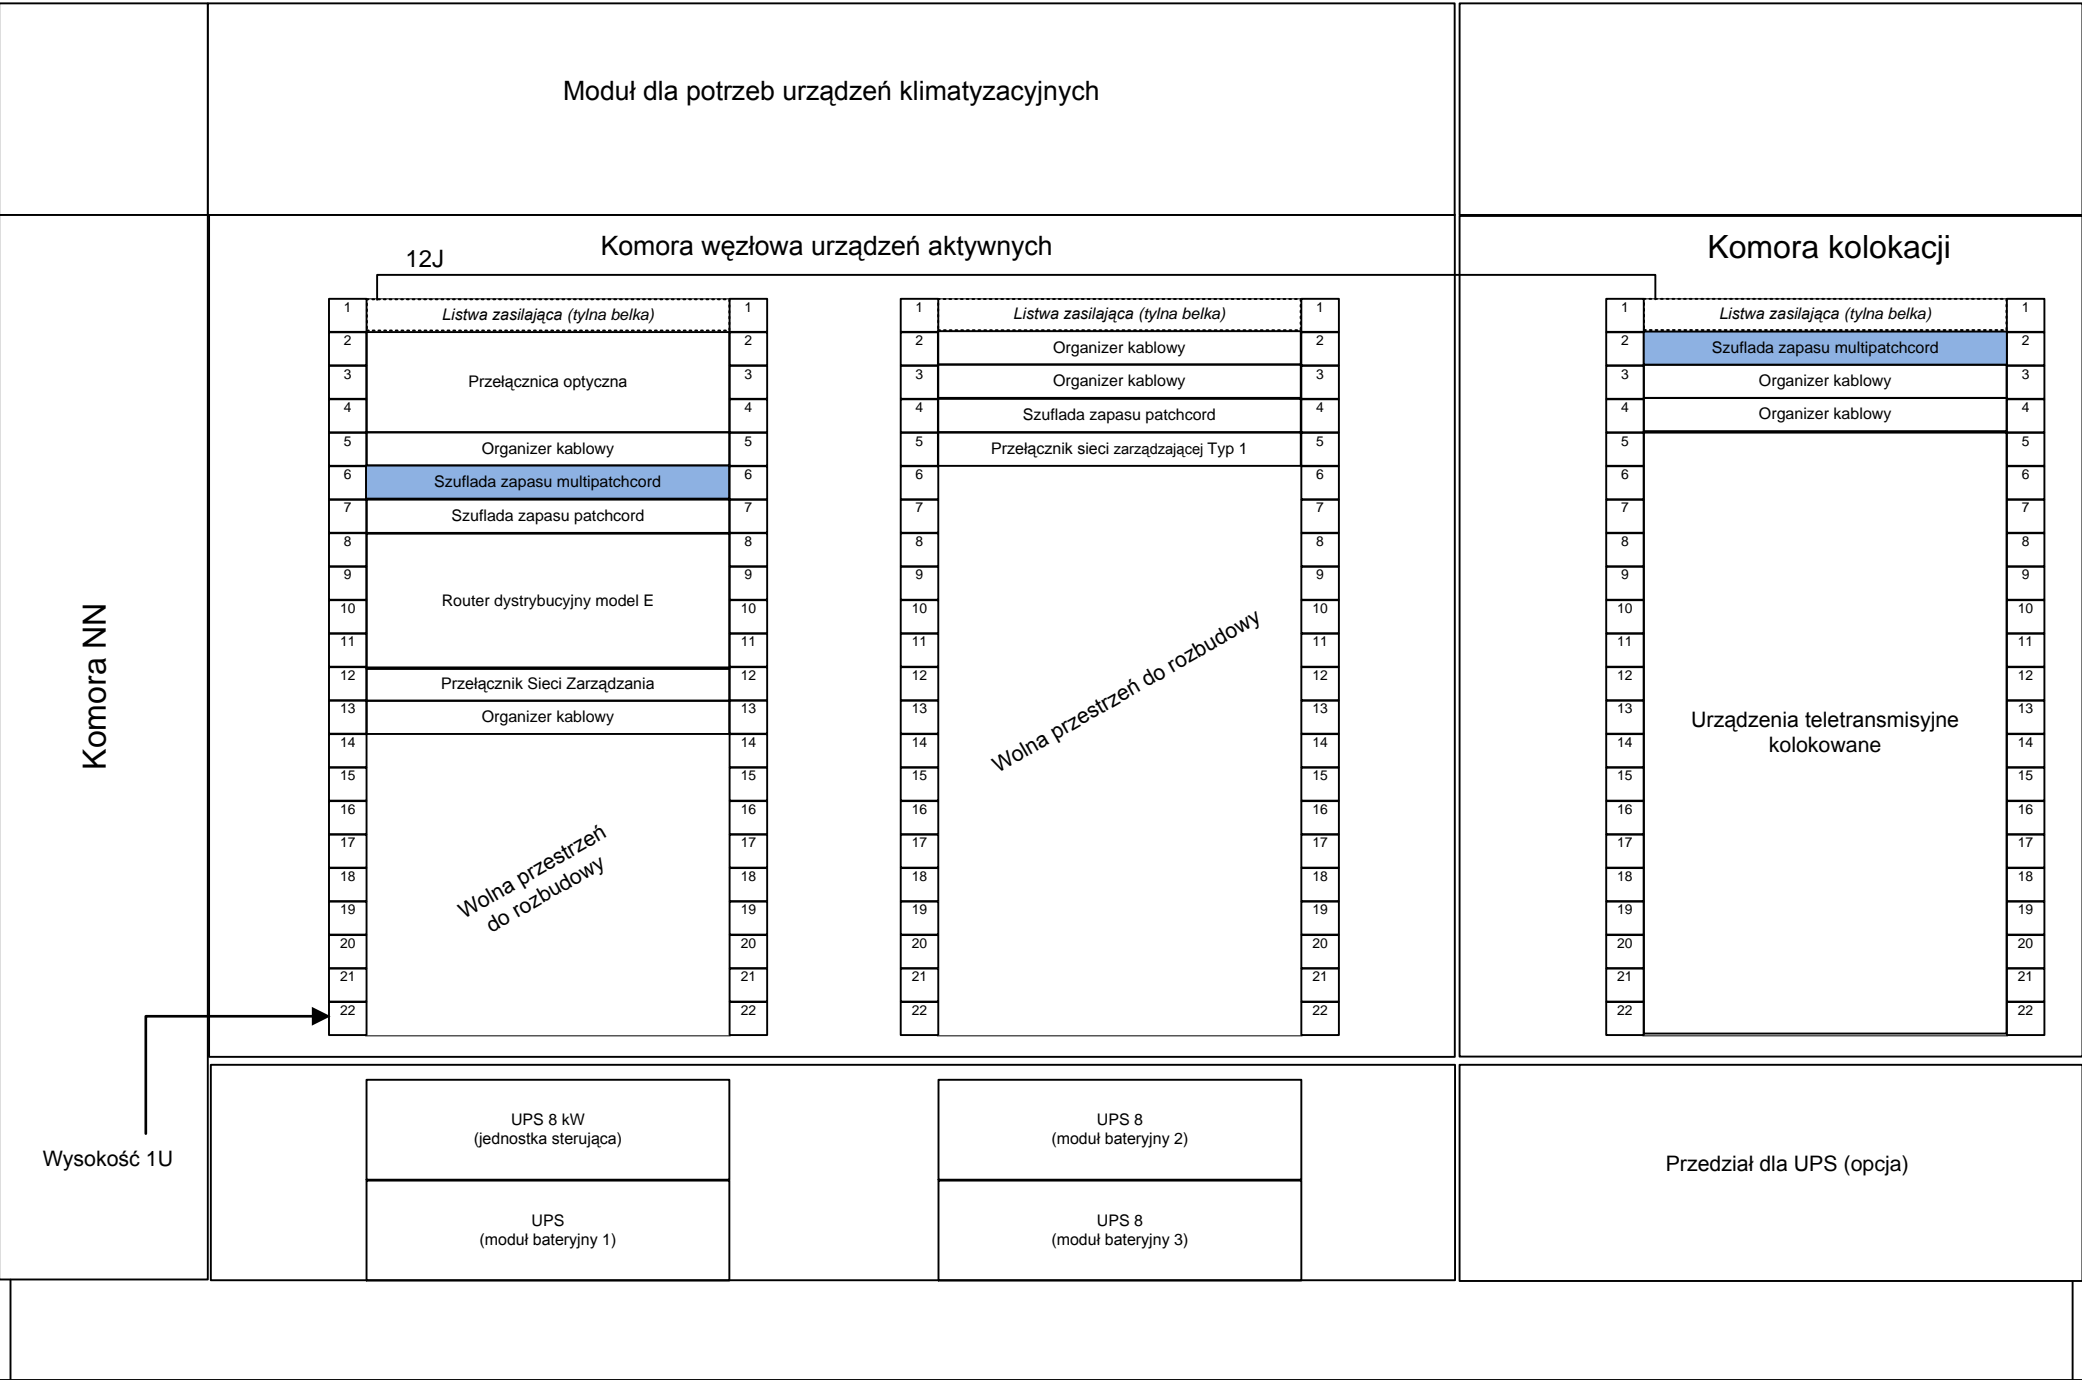 Moduł dla potrzeb urządzeń klimatyzacyjnych
Komora NN
Wysokość 1U
Komora węzłowa urządzeń aktywnych
12J
1 Listwa zasilająca (tylna belka) 1
2 2
3 Przełącznica optyczna 3
4 4
5 Organizer kablowy 5
6 Szuflada zapasu multipatchcord 6
7 Szuflada zapasu patchcord 7
8 8
9 9
10 Router dystrybucyjny model E 10
11 11
12 Przełącznik Sieci Zarządzania 12
13 Organizer kablowy 13
14 14
15 15
16 16
17 17
18 18
19 19
20 20
21 21
22 22
Wolna przestrzeń
do rozbudowy
1 Listwa zasilająca (tylna belka) 1
2 Organizer kablowy 2
3 Organizer kablowy 3
4 Szuflada zapasu patchcord 4
5 Przełącznik sieci zarządzającej Typ 1 5
6 6
7 7
8 8
9 9
10 10
11 11
12 12
13 13
14 14
15 15
16 16
17 17
18 18
19 19
20 20
21 21
22 22
Wolna przestrzeń do rozbudowy
Komora kolokacji
1 Listwa zasilająca (tylna belka) 1
2 Szuflada zapasu multipatchcord 2
3 Organizer kablowy 3
4 Organizer kablowy 4
5 5
6 6
7 7
8 8
9 9
10 10
11 11
12 12
13 13
14 14
15 15
16 16
17 17
18 18
19 19
20 20
21 21
22 22
Urządzenia teletransmisyjne
kolokowane
UPS 8 kW
(jednostka sterująca)
UPS
(moduł bateryjny 1)
UPS 8
(moduł bateryjny 2)
UPS 8
(moduł bateryjny 3)
Przedział dla UPS (opcja)